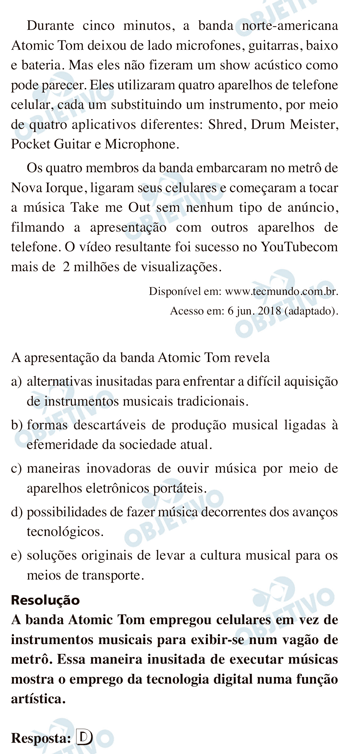 Durante cinco minutos, a banda norte-americana
Atomic Tom deixou de lado microfones, guitarras, baixo
e bateria. Mas eles não fizeram um show acústico como
pode parecer. Eles utilizaram quatro aparelhos de telefone
celular, cada um substituindo um instrumento, por meio
de quatro aplicativos diferentes: Shred, Drum Meister,
Pocket Guitar e Microphone.
Os quatro membros da banda embarcaram no metrô de
Nova Iorque, ligaram seus celulares e começaram a tocar
a música Take me Out sem nenhum tipo de anúncio,
filmando a apresentação com outros aparelhos de
telefone. O vídeo resultante foi sucesso no YouTubecom
mais de 2 milhões de visualizações.
Disponível em: www.tecmundo.com.br.
Acesso em: 6 jun. 2018 (adaptado).
A apresentação da banda Atomic Tom revela
a) alternativas inusitadas para enfrentar a difícil aquisição
de instrumentos musicais tradicionais.
b) formas descartáveis de produção musical ligadas à
efemeridade da sociedade atual.
c) maneiras inovadoras de ouvir música por meio de
aparelhos eletrônicos portáteis.
d) possibilidades de fazer música decorrentes dos avanços
tecnológicos.
e) soluções originais de levar a cultura musical para os
meios de transporte.
Resolução
A banda Atomic Tom empregou celulares em vez de
instrumentos musicais para exibir-se num vagão de
metrô. Essa maneira inusitada de executar músicas
mostra o emprego da tecnologia digital numa função
artística.
Resposta: D